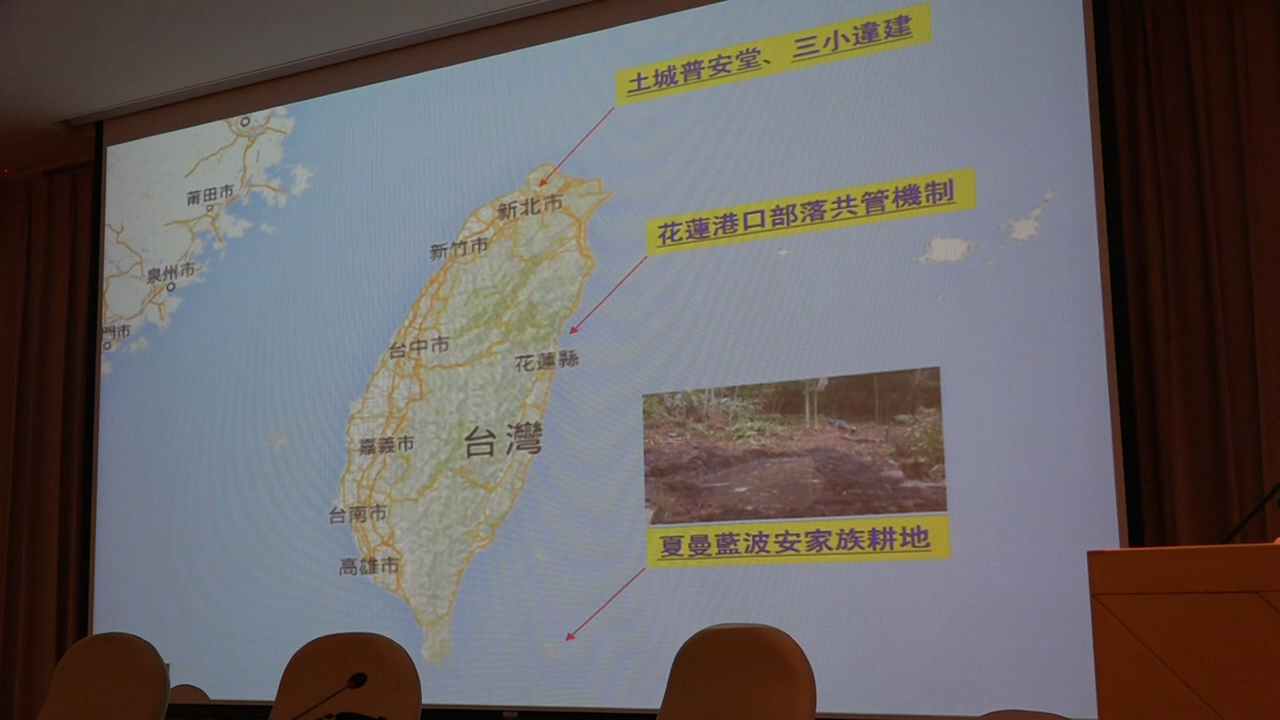 土城普安堂、三小違建
莆田市
新北市
花蓮港口部落共管機制
新竹市
泉州市
門市
台中市
花蓮縣
嘉義市
台灣
台南市
夏曼藍波安家族耕地
高雄市